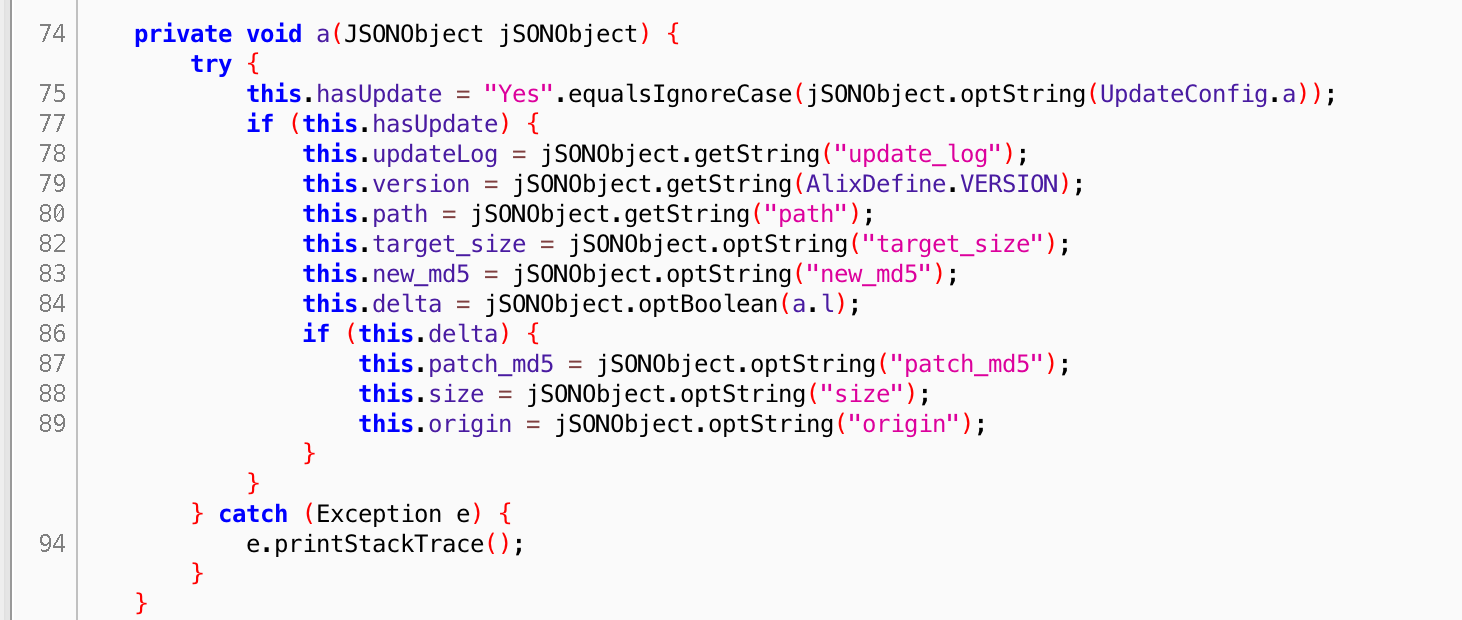 74 private void a(JSONObject jSONObject) {
try {
75 this.hasUpdate = "Yes".equalsIgnoreCase(jSONObject.optString(UpdateConfig.a));
77 if (this.hasUpdate) {
78 this.updateLog = jSONObject.getString("update_log");
79 this.version = jSONObject.getString(AlixDefine.VERSION);
80 this.path = jSONObject.getString("path");
82 this.target_size = jSONObject.optString("target_size");
83 this.new_md5 = jSONObject.optString("new_md5");
84 this.delta = jSONObject.optBoolean(a.l);
86 if (this.delta) {
87 this.patch_md5 = jSONObject.optString("patch_md5");
88 this.size = jSONObject.optString("size");
89 this.origin = jSONObject.optString("origin");
}
}
} catch (Exception e) {
94 e.printStackTrace();
}
}